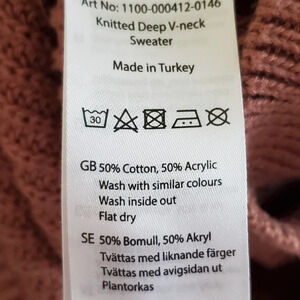 Art No: 1100-000412-0146
Knitted Deep V-neck
Sweater
Made in Turkey
30
GB 50% Cotton, 50% Acrylic
Wash with similar colours
Wash inside out
Flat dry
SE 50% Bomull, 50% Akryl
Tvättas med liknande färger
Tvättas med avigsidan ut
Plantorkas